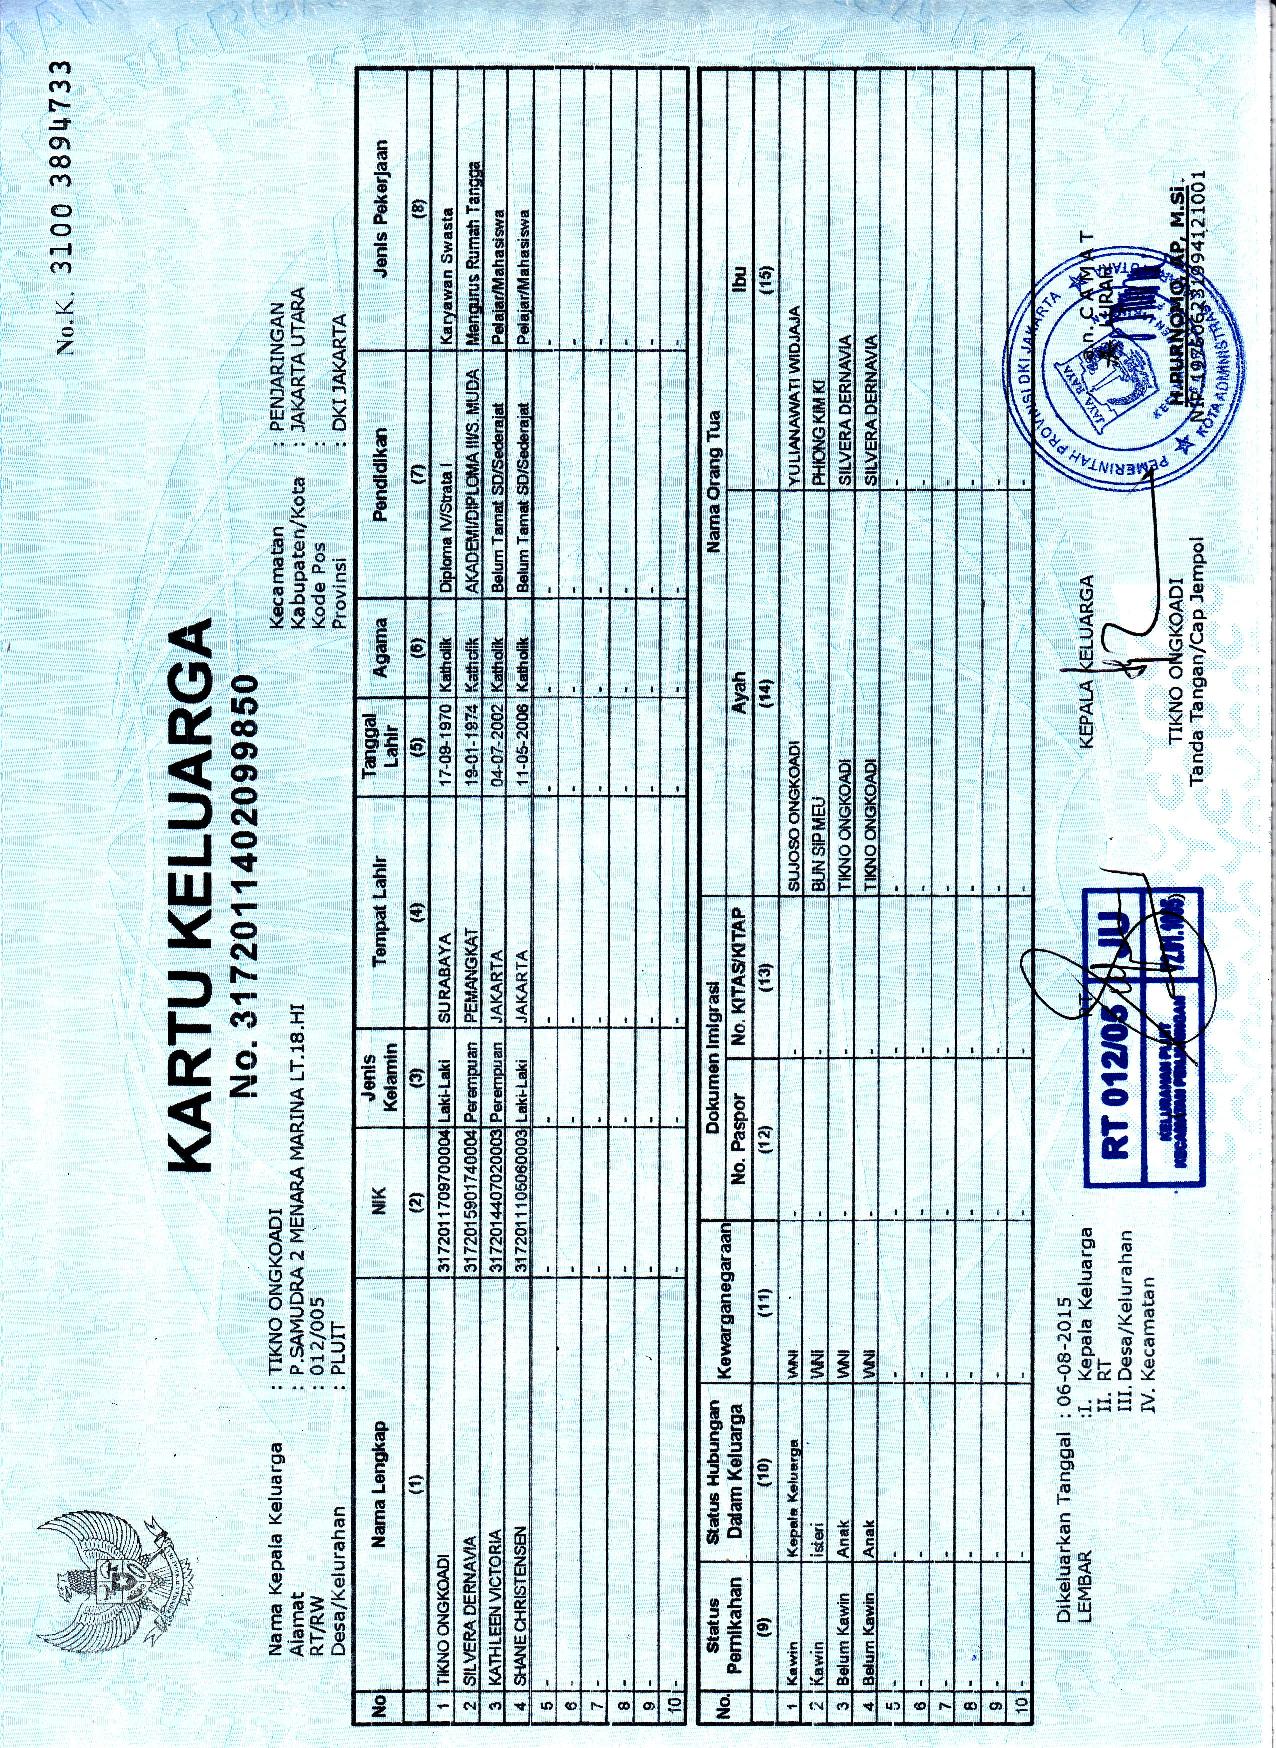 No.K. 3100 3894733
KARTU KELUARGA
No. 3172011402099850
Nama Kepala Keluarga : TIKNO ONGKOADI
Alamat : P.SAMUDRA 2 MENARA MARINA LT.18.HI
RT/RW : 012/005
Desa/Kelurahan : PLUIT
Kecamatan : PENJARINGAN
Kabupaten/Kota : JAKARTA UTARA
Kode Pos :
Provinsi : DKI JAKARTA
No Nama Lengkap NIK Jenis Kelamin Tempat Lahir Tanggal Lahir Agama Pendidikan Jenis Pekerjaan
(1) (2) (3) (4) (5) (6) (7) (8)
1 TIKNO ONGKOADI 3172011709700004 Laki-Laki SURABAYA 17-09-1970 Katholik Diploma IV/Strata I Karyawan Swasta
2 SILVERA DERNAVIA 3172015901740004 Perempuan PEMANGKAT 19-01-1974 Katholik AKADEMI/DIPLOMA III/S. MUDA Mengurus Rumah Tangga
3 KATHLEEN VICTORIA 3172014407020003 Perempuan JAKARTA 04-07-2002 Katholik Belum Tamat SD/Sederajat Pelajar/Mahasiswa
4 SHANE CHRISTENSEN 3172011105060003 Laki-Laki JAKARTA 11-05-2006 Katholik Belum Tamat SD/Sederajat Pelajar/Mahasiswa
5 - - - - - - - -
6 - - - - - - - -
7 - - - - - - - -
8 - - - - - - - -
9 - - - - - - - -
10 - - - - - - - -
No. Status Pernikahan Status Hubungan Dalam Keluarga Kewarganegaraan Dokumen Imigrasi Nama Orang Tua
No. Paspor No. KITAS/KITAP Ayah Ibu
(9) (10) (11) (12) (13) (14) (15)
1 Kawin Kepala Keluarga WNI - - SUJOSO ONGKOADI YULIANAWATI WIDJAJA
2 Kawin Isteri WNI - - BUN SIP MEU PHIONG KIM KI
3 Belum Kawin Anak WNI - - TIKNO ONGKOADI SILVERA DERNAVIA
4 Belum Kawin Anak WNI - - TIKNO ONGKOADI SILVERA DERNAVIA
5 - - - - - - -
6 - - - - - - -
7 - - - - - - -
8 - - - - - - -
9 - - - - - - -
10 - - - - - - -
Dikeluarkan Tanggal : 06-08-2015
LEMBAR :I. Kepala Keluarga
II. RT
III. Desa/Kelurahan
IV. Kecamatan
RT
RT 012/05 JU
KELURAHAN PLUIT
KECAMATAN PENJARINGAN
KEPALA KELUARGA
TIKNO ONGKOADI
Tanda Tangan/Cap Jempol
a n. C A M A T
LURAH
PEMERINTAH PROVINSI DKI JAKARTA
JAYA RAYA
KOTA ADMINISTRASI
H.PURNOMO, AP, M.Si
NIP.197506231994121001